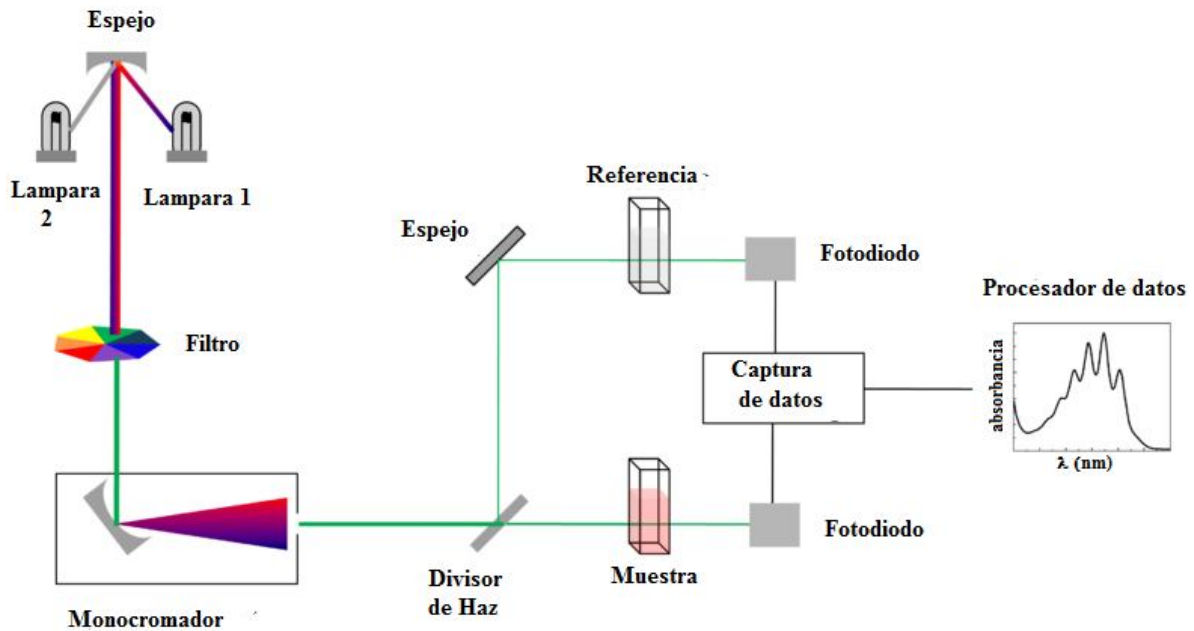 Espejo
Lampara
2
Lampara 1
Filtro
Monocromador
Espejo
Referencia
Fotodiodo
Divisor
de Haz
Muestra
Fotodiodo
Captura
de datos
Procesador de datos
absorbancia
λ (nm)